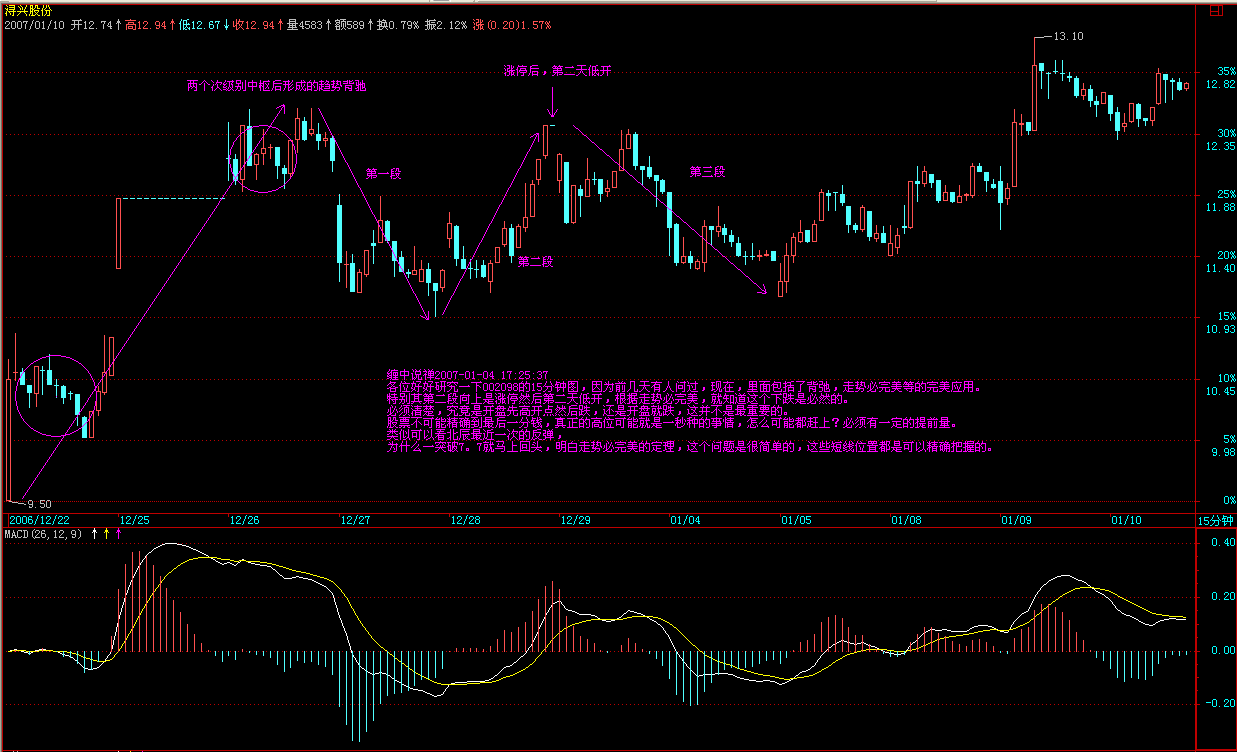 浔兴股份
2007/01/10 开12.74↑高12.94↑低12.67↓收12.94↑量4583↑额589↑换0.79% 振2.12% 涨(0.20)1.57%
13.10
涨停后，第二天低开
35%
12.82
两个次级别中枢后形成的趋势背驰
30%
12.35
第一段
第三段
25%
11.88
第二段
20%
11.40
15%
10.93
缠中说禅2007-01-04 17:25:37
各位好好研究一下002098的15分钟图，因为前几天有人问过，现在，里面包括了背驰，走势必完美等的完美应用。
特别其第二段向上是涨停然后第二天低开，根据走势必完美，就知道这个下跌是必然的。
必须清楚，究竟是开盘先高开点然后跌，还是开盘就跌，这并不是最重要的。
股票不可能精确到最后一分钱，真正的高位可能就是一秒种的事情，怎么可能都赶上？必须有一定的提前量。
类似可以看北辰最近一次的反弹，
为什么一突破7。7就马上回头，明白走势必完美的定理，这个问题是很简单的，这些短线位置都是可以精确把握的。
10%
10.45
5%
9.98
9.50
0%
2006/12/22 12/25 12/26 12/27 12/28 12/29 01/04 01/05 01/08 01/09 01/10 15分钟
MACD(26,12,9) ↑ ↑ ↑
0.40
0.20
0.00
-0.20